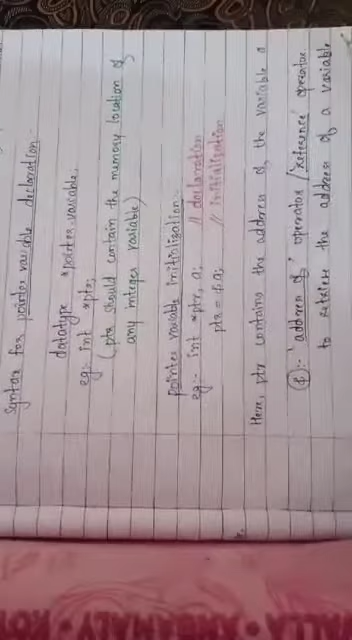 Syntax for pointer variable declaration:-
datatype *pointer variable;
eg:- int *ptr;
(ptr should contain the memory location of
any integer variable)
pointer variable initialization:-
eg:- int *ptr, a; // declaration
ptr = &a; // initialization
Here, ptr contains the address of the variable a
(&):- 'address of' operator / 'reference' operator
to retrieve the address of a variable